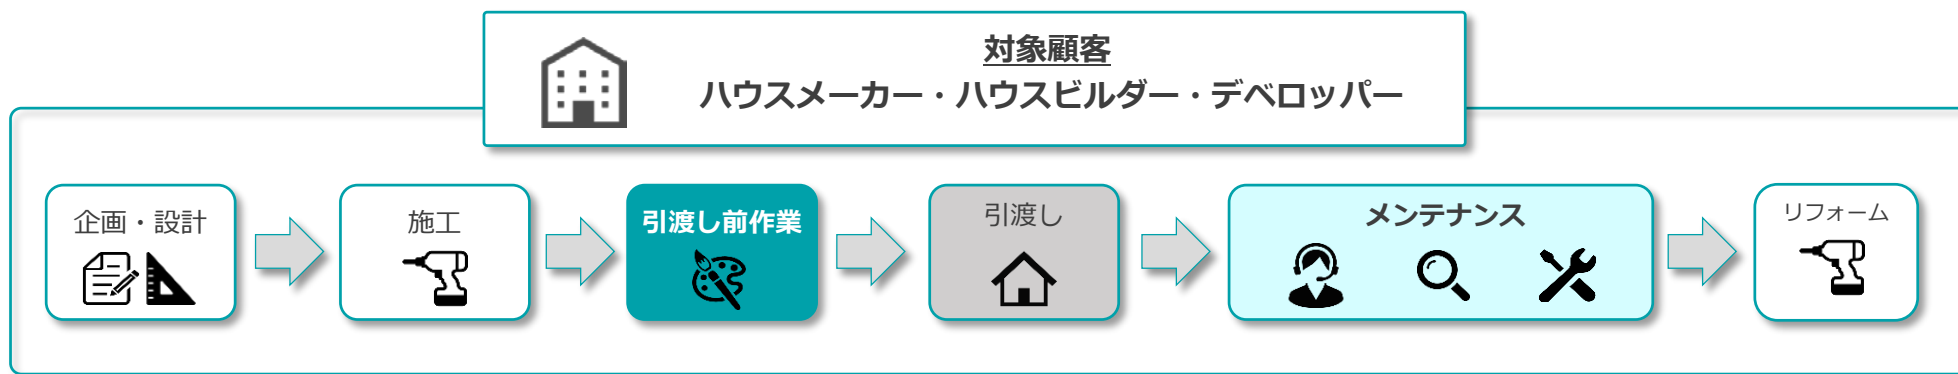 対象顧客
ハウスメーカー・ハウスビルダー・デベロッパー
企画・設計
施工
引渡し前作業
引渡し
メンテナンス
リフォーム